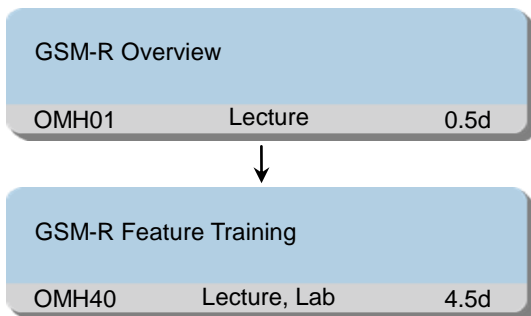 GSM-R Overview
OMH01 Lecture 0.5d
GSM-R Feature Training
OMH40 Lecture, Lab 4.5d